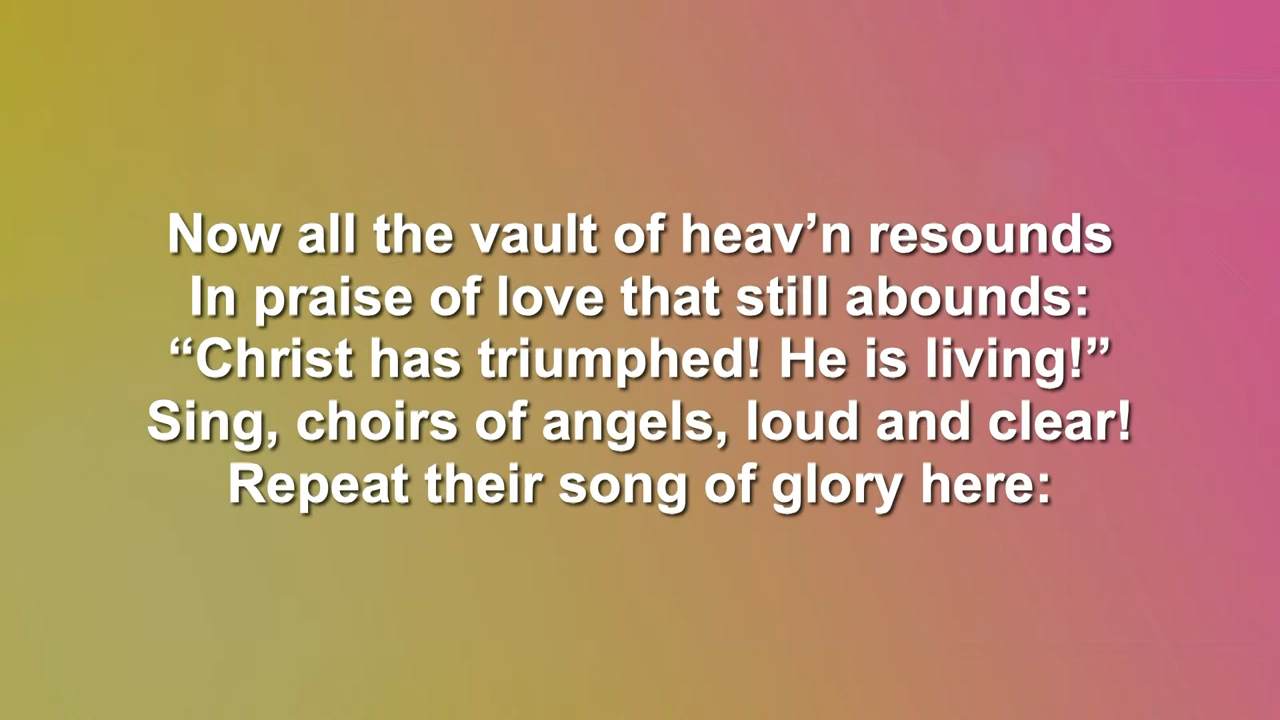 Now all the vault of heav’n resounds
In praise of love that still abounds:
“Christ has triumphed! He is living!”
Sing, choirs of angels, loud and clear!
Repeat their song of glory here: